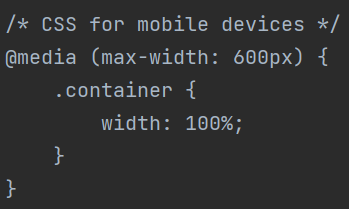 /* CSS for mobile devices */
@media (max-width: 600px) {
    .container {
        width: 100%;
    }
}